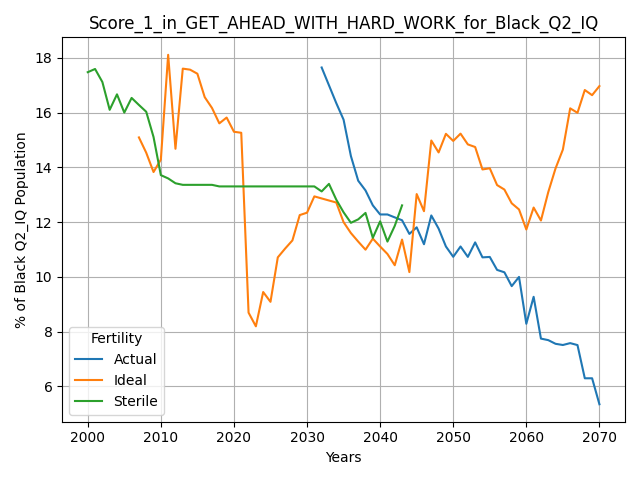 Score_1_in_GET_AHEAD_WITH_HARD_WORK_for_Black_Q2_IQ
% of Black Q2_IQ Population
18
16
14
12
10
8
6
Fertility
Actual
Ideal
Sterile
2000 2010 2020 2030 2040 2050 2060 2070
Years